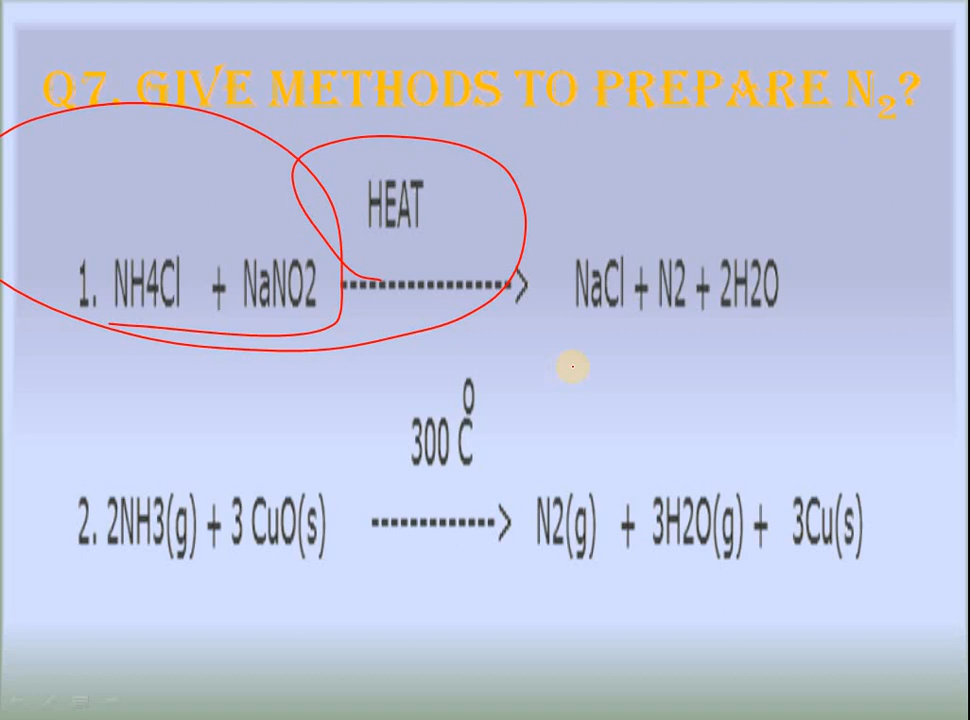 Q7. GIVE METHODS TO PREPARE N2?
HEAT
1. NH4Cl + NaNO2 ----------------> NaCl + N2 + 2H2O
O
300 C
2. 2NH3(g) + 3 CuO(s) ------------> N2(g) + 3H2O(g) + 3Cu(s)